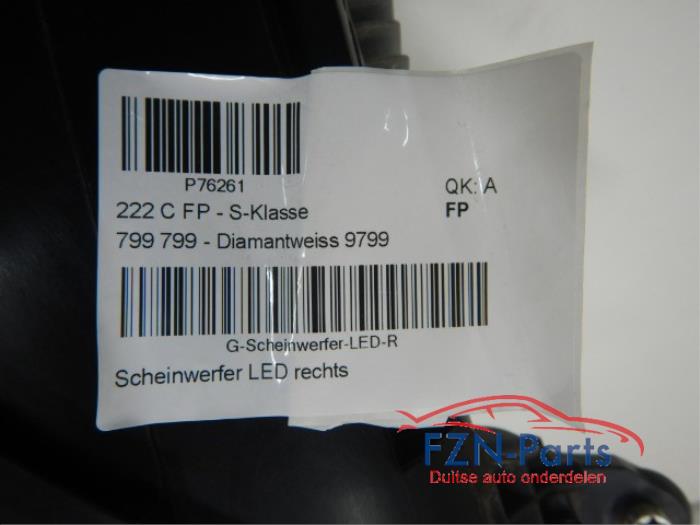 P76261
QK: A
222 C FP - S-Klasse
FP
799 799 - Diamantweiss 9799
G-Scheinwerfer-LED-R
Scheinwerfer LED rechts
FZN-Parts
Duitse auto onderdelen